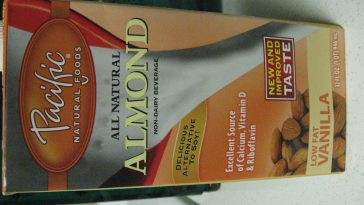 Pacific®
NATURAL FOODS
ALL NATURAL
ALMOND
NON-DAIRY BEVERAGE
DELICIOUS
ALTERNATIVE
TO SOY!
NEW AND
IMPROVED
TASTE
Excellent Source
of Calcium, Vitamin D
& Riboflavin
LOW FAT
VANILLA